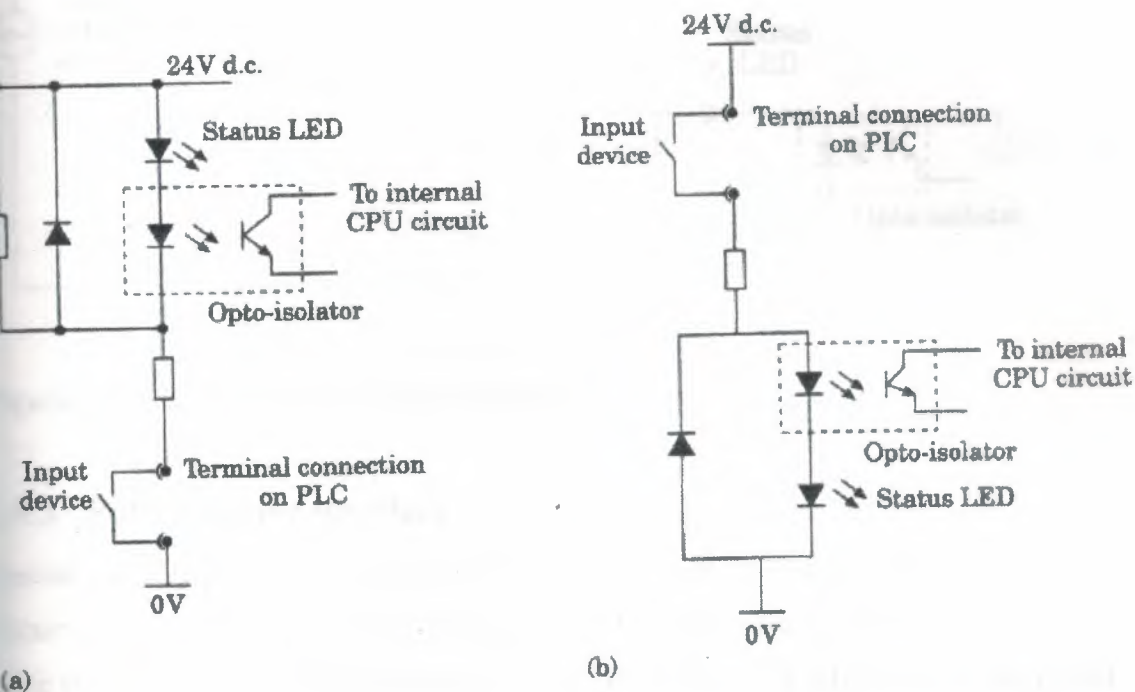 24V d.c.
Status LED
To internal
CPU circuit
Opto-isolator
Input
device
Terminal connection
on PLC
0V
(a)
24V d.c.
Input
device
Terminal connection
on PLC
To internal
CPU circuit
Opto-isolator
Status LED
0V
(b)